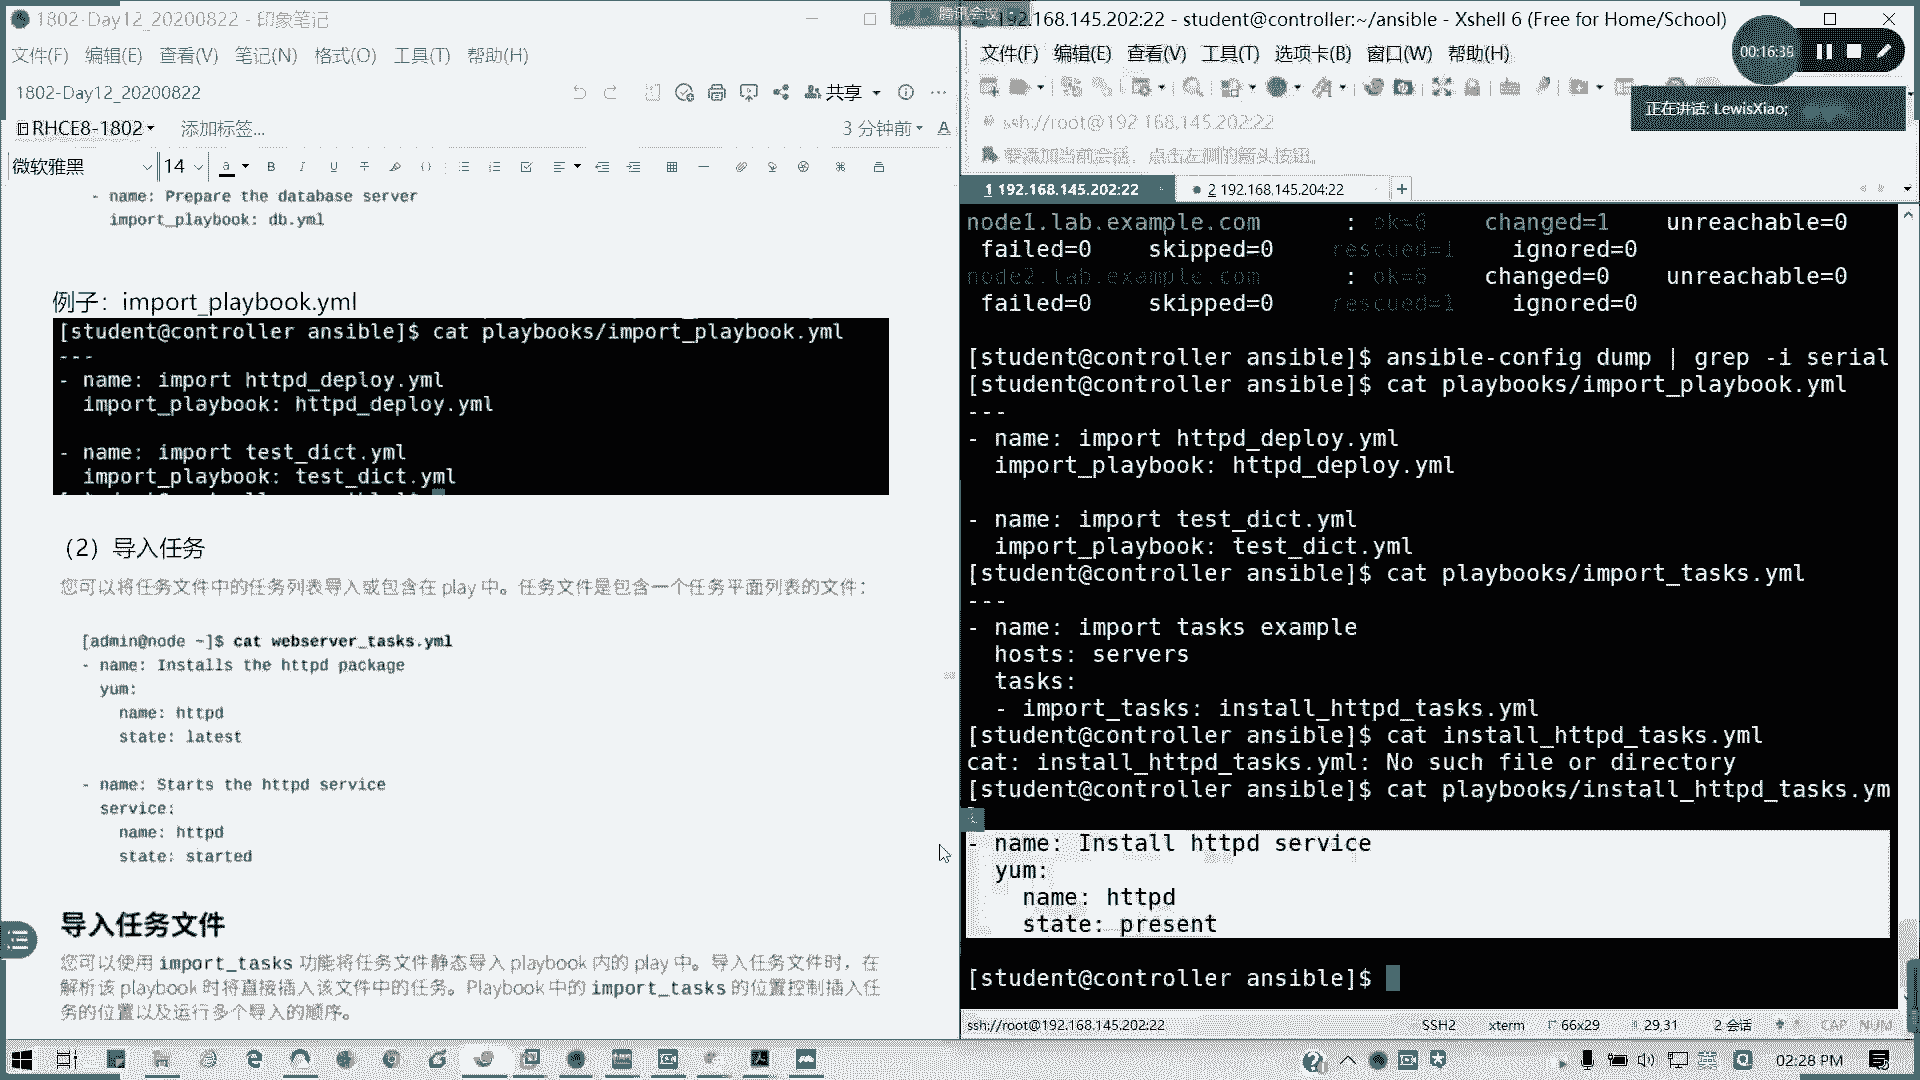 1802-Day12_20200822 - 印象笔记
文件(F) 编辑(E) 查看(V) 笔记(N) 格式(O) 工具(T) 帮助(H)
1802-Day12_20200822
共享
RHCE8-1802
添加标签...
3 分钟前
微软雅黑
14
- name: Prepare the database server
import_playbook: db.yml
例子：import_playbook.yml
[student@controller ansible]$ cat playbooks/import_playbook.yml
---
- name: import httpd_deploy.yml
import_playbook: httpd_deploy.yml
- name: import test_dict.yml
import_playbook: test_dict.yml
（2）导入任务
您可以将任务文件中的任务列表导入或包含在 play 中。任务文件是包含一个任务平面列表的文件：
[admin@node ~]$ cat webserver_tasks.yml
- name: Installs the httpd package
yum:
name: httpd
state: latest
- name: Starts the httpd service
service:
name: httpd
state: started
导入任务文件
您可以使用 import_tasks 功能将任务文件静态导入 playbook 内的 play 中。导入任务文件时，在
解析该 playbook 时将直接插入该文件中的任务。Playbook 中的 import_tasks 的位置控制插入任
务的位置以及运行多个导入的顺序。
腾讯会议
192.168.145.202:22 - student@controller:~/ansible - Xshell 6 (Free for Home/School)
文件(F) 编辑(E) 查看(V) 工具(T) 选项卡(B) 窗口(W) 帮助(H)
00:16:39
正在讲话: LewisXiao;
ssh://root@192.168.145.202:22
要添加当前会话，点击左侧的箭头按钮。
1 192.168.145.202:22
2 192.168.145.204:22
node1.lab.example.com : ok=6 changed=1 unreachable=0
failed=0 skipped=0 rescued=1 ignored=0
node2.lab.example.com : ok=6 changed=0 unreachable=0
failed=0 skipped=0 rescued=1 ignored=0
[student@controller ansible]$ ansible-config dump | grep -i serial
[student@controller ansible]$ cat playbooks/import_playbook.yml
---
- name: import httpd_deploy.yml
import_playbook: httpd_deploy.yml
- name: import test_dict.yml
import_playbook: test_dict.yml
[student@controller ansible]$ cat playbooks/import_tasks.yml
---
- name: import tasks example
hosts: servers
tasks:
- import_tasks: install_httpd_tasks.yml
[student@controller ansible]$ cat install_httpd_tasks.yml
cat: install_httpd_tasks.yml: No such file or directory
[student@controller ansible]$ cat playbooks/install_httpd_tasks.ym
l
- name: Install httpd service
yum:
name: httpd
state: present
[student@controller ansible]$
ssh://root@192.168.145.202:22
SSH2
xterm
66x29
29,31
2 会话
CAP NUM
英
02:28 PM